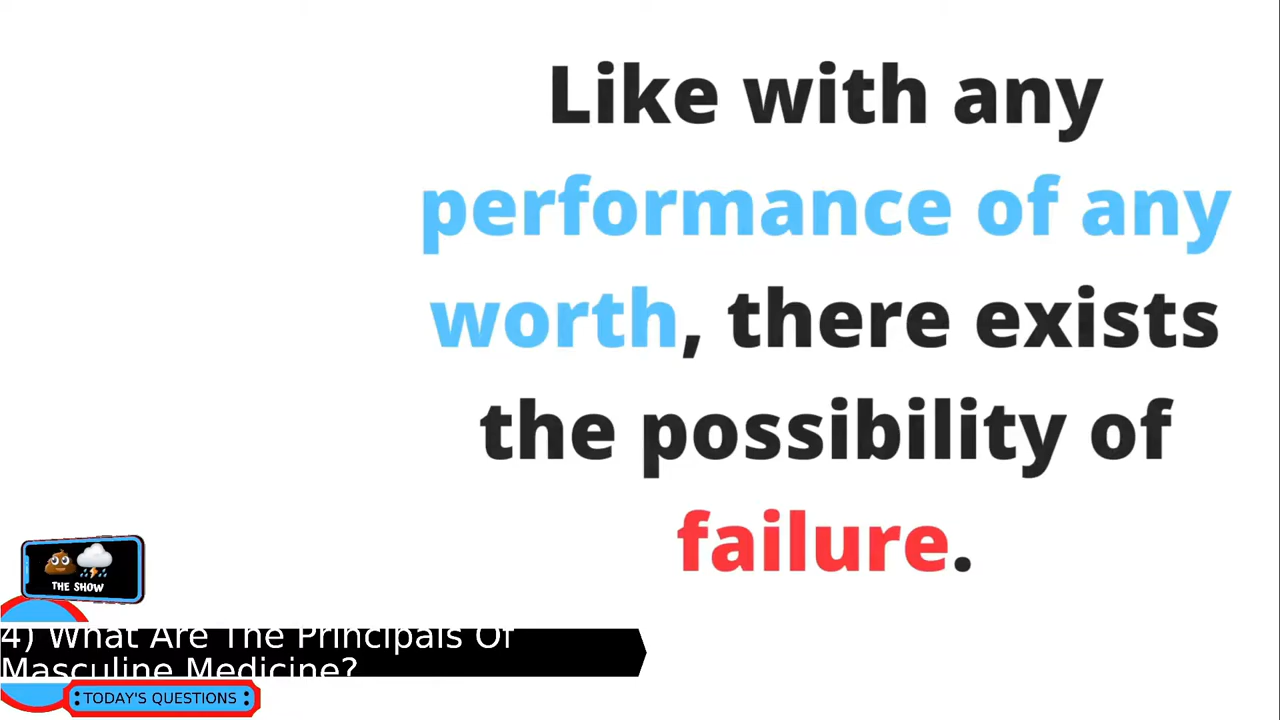 Like with any
performance of any
worth, there exists
the possibility of
failure.
THE SHOW
4) What Are The Principals Of
Masculine Medicine?
TODAY'S QUESTIONS